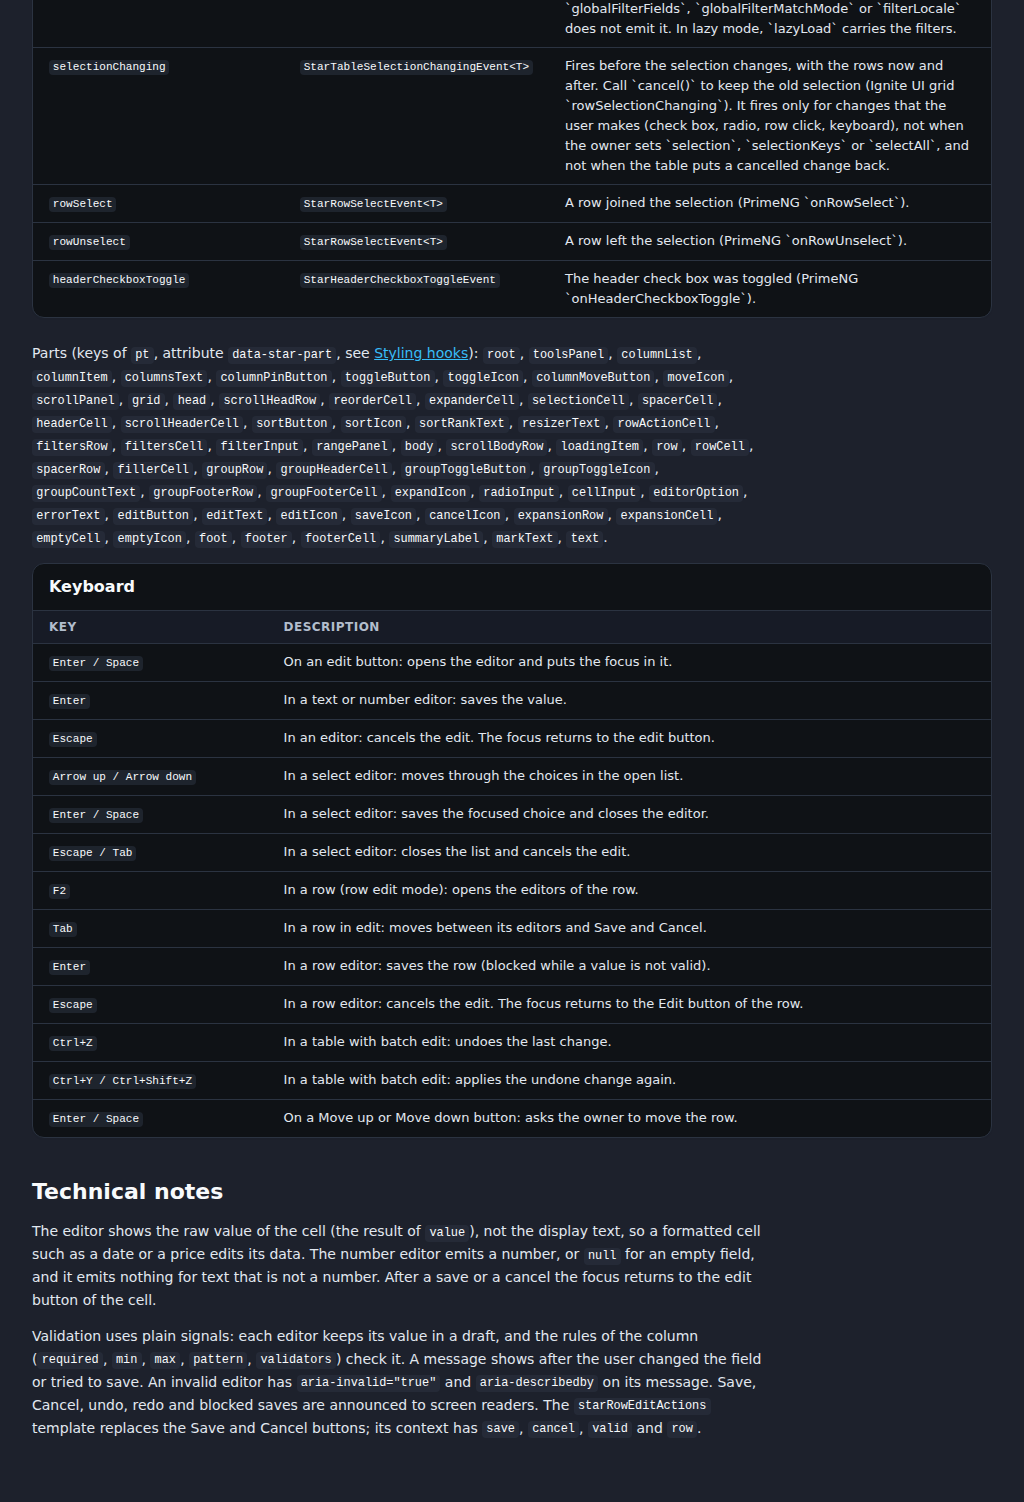 `globalFilterFields`, `globalFilterMatchMode` or `filterLocale`
does not emit it. In lazy mode, `lazyLoad` carries the filters.
selectionChanging StarTableSelectionChangingEvent<T> Fires before the selection changes, with the rows now and
after. Call `cancel()` to keep the old selection (Ignite UI grid
`rowSelectionChanging`). It fires only for changes that the
user makes (check box, radio, row click, keyboard), not when
the owner sets `selection`, `selectionKeys` or `selectAll`, and
not when the table puts a cancelled change back.
rowSelect StarRowSelectEvent<T> A row joined the selection (PrimeNG `onRowSelect`).
rowUnselect StarRowSelectEvent<T> A row left the selection (PrimeNG `onRowUnselect`).
headerCheckboxToggle StarHeaderCheckboxToggleEvent The header check box was toggled (PrimeNG
`onHeaderCheckboxToggle`).
Parts (keys of pt, attribute data-star-part, see Styling hooks): root, toolsPanel, columnList,
columnItem, columnsText, columnPinButton, toggleButton, toggleIcon, columnMoveButton, moveIcon,
scrollPanel, grid, head, scrollHeadRow, reorderCell, expanderCell, selectionCell, spacerCell,
headerCell, scrollHeaderCell, sortButton, sortIcon, sortRankText, resizerText, rowActionCell,
filtersRow, filtersCell, filterInput, rangePanel, body, scrollBodyRow, loadingItem, row, rowCell,
spacerRow, fillerCell, groupRow, groupHeaderCell, groupToggleButton, groupToggleIcon,
groupCountText, groupFooterRow, groupFooterCell, expandIcon, radioInput, cellInput, editorOption,
errorText, editButton, editText, editIcon, saveIcon, cancelIcon, expansionRow, expansionCell,
emptyCell, emptyIcon, foot, footer, footerCell, summaryLabel, markText, text.
Keyboard
KEY DESCRIPTION
Enter / Space On an edit button: opens the editor and puts the focus in it.
Enter In a text or number editor: saves the value.
Escape In an editor: cancels the edit. The focus returns to the edit button.
Arrow up / Arrow down In a select editor: moves through the choices in the open list.
Enter / Space In a select editor: saves the focused choice and closes the editor.
Escape / Tab In a select editor: closes the list and cancels the edit.
F2 In a row (row edit mode): opens the editors of the row.
Tab In a row in edit: moves between its editors and Save and Cancel.
Enter In a row editor: saves the row (blocked while a value is not valid).
Escape In a row editor: cancels the edit. The focus returns to the Edit button of the row.
Ctrl+Z In a table with batch edit: undoes the last change.
Ctrl+Y / Ctrl+Shift+Z In a table with batch edit: applies the undone change again.
Enter / Space On a Move up or Move down button: asks the owner to move the row.
Technical notes
The editor shows the raw value of the cell (the result of value), not the display text, so a formatted cell
such as a date or a price edits its data. The number editor emits a number, or null for an empty field,
and it emits nothing for text that is not a number. After a save or a cancel the focus returns to the edit
button of the cell.
Validation uses plain signals: each editor keeps its value in a draft, and the rules of the column
(required, min, max, pattern, validators) check it. A message shows after the user changed the field
or tried to save. An invalid editor has aria-invalid="true" and aria-describedby on its message. Save,
Cancel, undo, redo and blocked saves are announced to screen readers. The starRowEditActions
template replaces the Save and Cancel buttons; its context has save, cancel, valid and row.